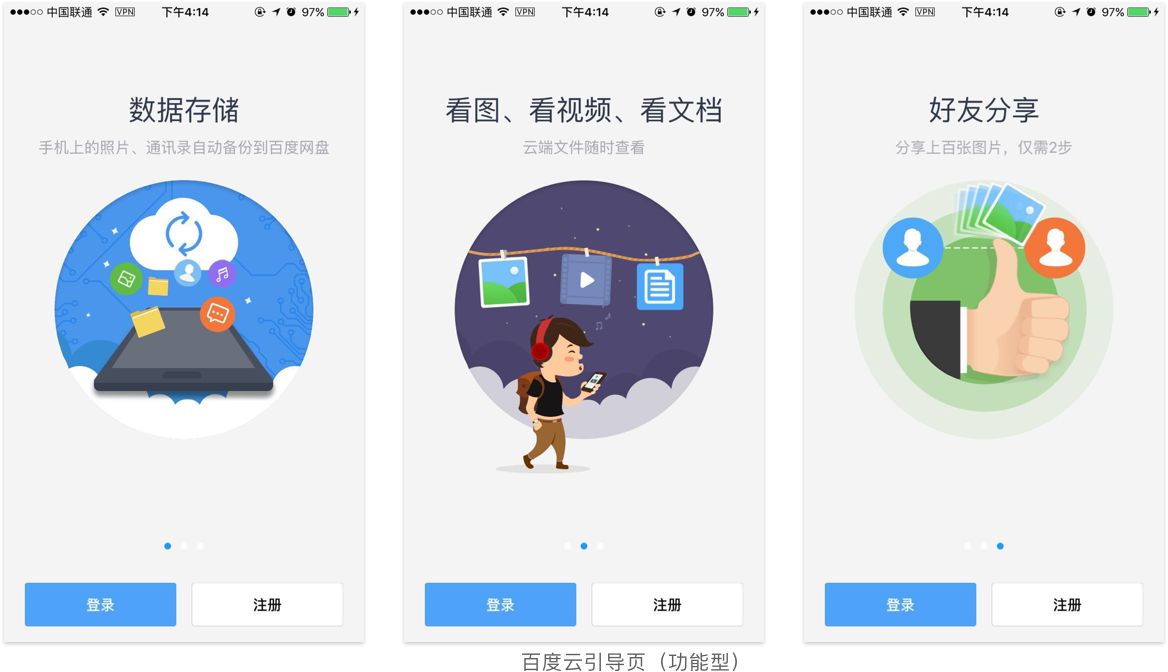 中国联通 VPN 下午4:14 97%
数据存储
手机上的照片、通讯录自动备份到百度网盘
登录 注册
中国联通 VPN 下午4:14 97%
看图、看视频、看文档
云端文件随时查看
登录 注册
中国联通 VPN 下午4:14 97%
好友分享
分享上百张图片，仅需2步
登录 注册
百度云引导页（功能型）